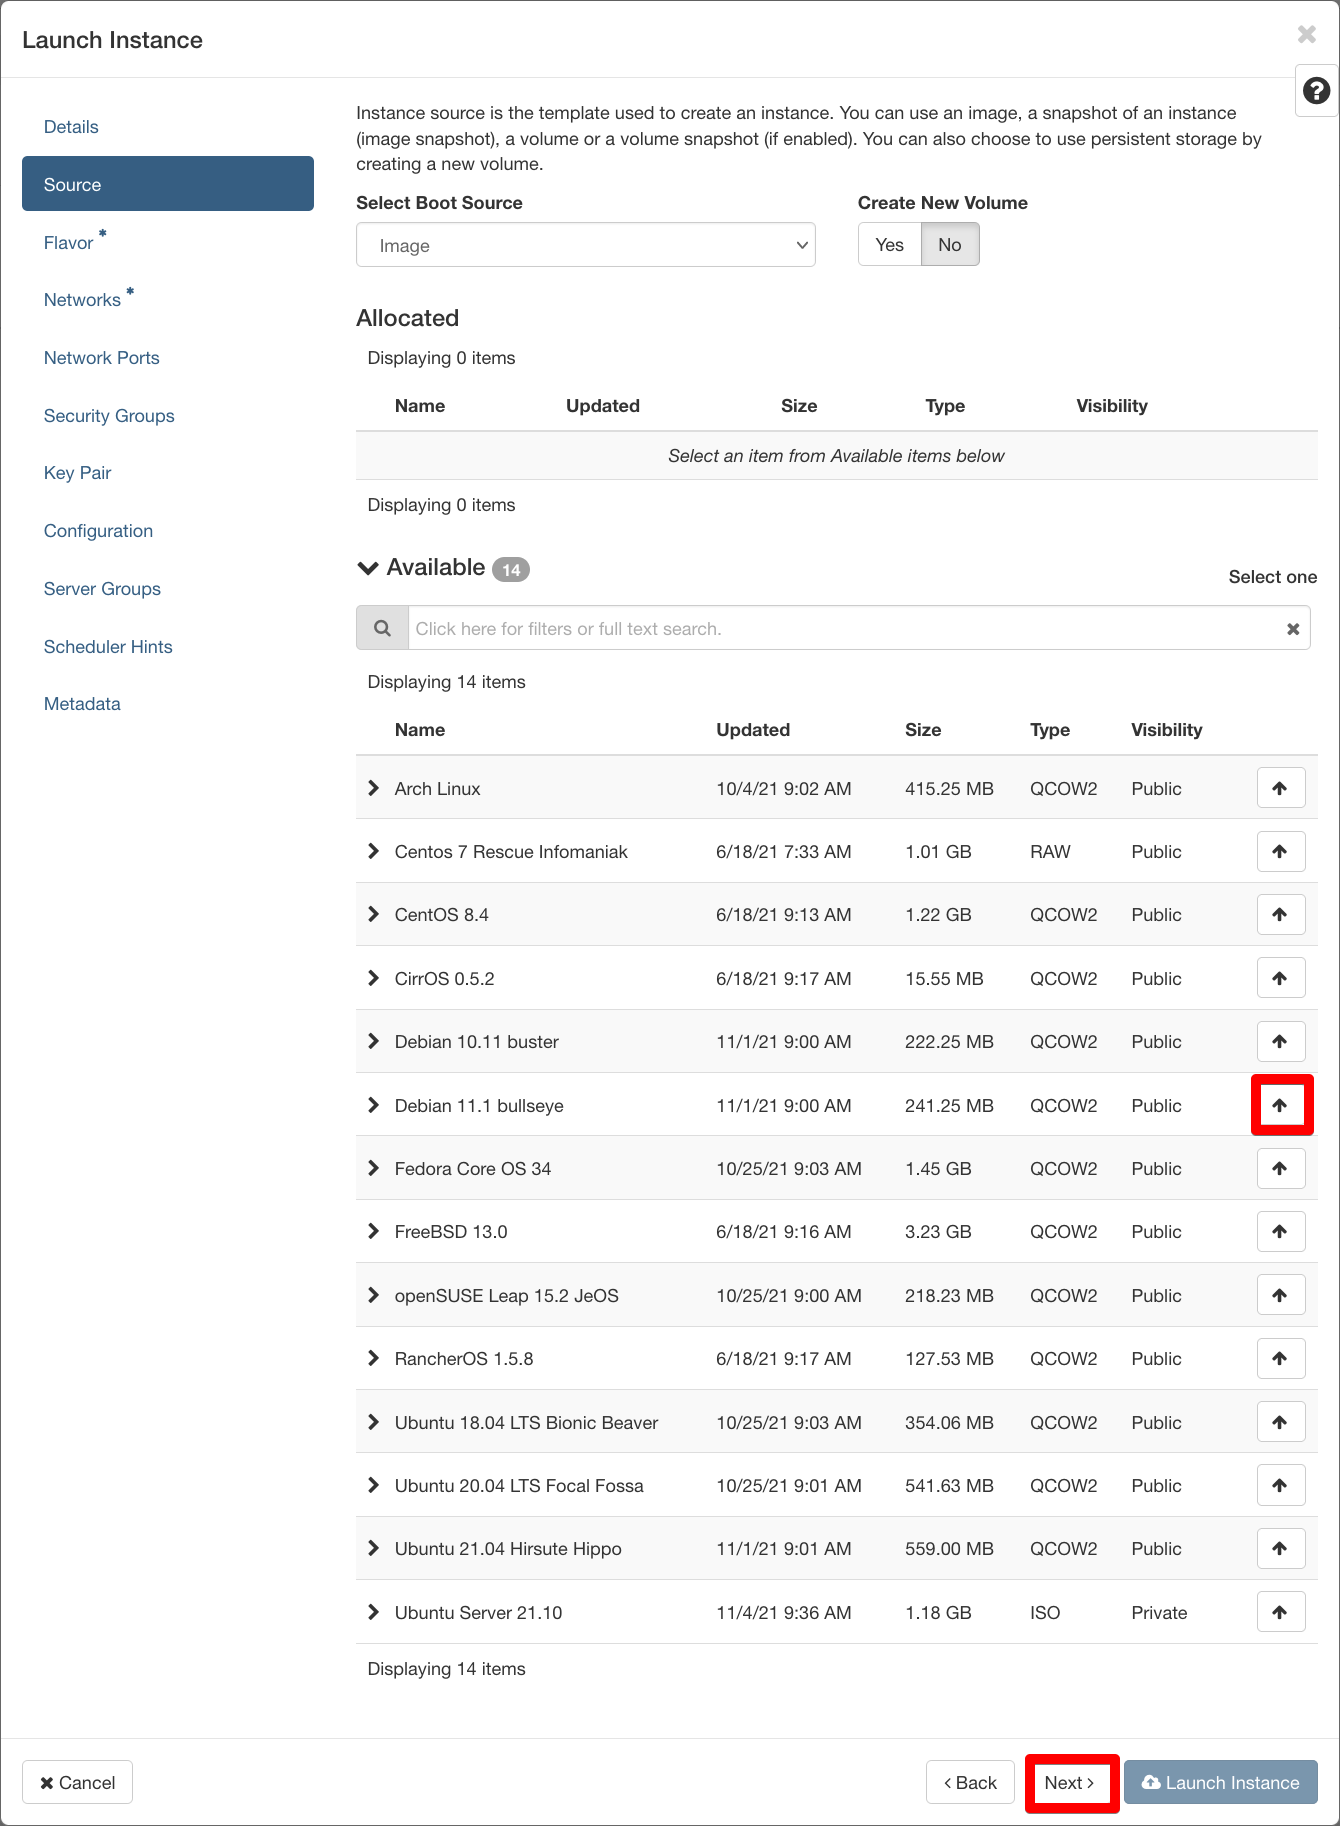 Launch Instance
Details
Source
Flavor *
Networks *
Network Ports
Security Groups
Key Pair
Configuration
Server Groups
Scheduler Hints
Metadata
Instance source is the template used to create an instance. You can use an image, a snapshot of an instance
(image snapshot), a volume or a volume snapshot (if enabled). You can also choose to use persistent storage by
creating a new volume.
Select Boot Source
Create New Volume
Image
Yes No
Allocated
Displaying 0 items
Name Updated Size Type Visibility
Select an item from Available items below
Displaying 0 items
Available 14
Select one
Click here for filters or full text search.
Displaying 14 items
Name Updated Size Type Visibility
Arch Linux 10/4/21 9:02 AM 415.25 MB QCOW2 Public
Centos 7 Rescue Infomaniak 6/18/21 7:33 AM 1.01 GB RAW Public
CentOS 8.4 6/18/21 9:13 AM 1.22 GB QCOW2 Public
CirrOS 0.5.2 6/18/21 9:17 AM 15.55 MB QCOW2 Public
Debian 10.11 buster 11/1/21 9:00 AM 222.25 MB QCOW2 Public
Debian 11.1 bullseye 11/1/21 9:00 AM 241.25 MB QCOW2 Public
Fedora Core OS 34 10/25/21 9:03 AM 1.45 GB QCOW2 Public
FreeBSD 13.0 6/18/21 9:16 AM 3.23 GB QCOW2 Public
openSUSE Leap 15.2 JeOS 10/25/21 9:00 AM 218.23 MB QCOW2 Public
RancherOS 1.5.8 6/18/21 9:17 AM 127.53 MB QCOW2 Public
Ubuntu 18.04 LTS Bionic Beaver 10/25/21 9:03 AM 354.06 MB QCOW2 Public
Ubuntu 20.04 LTS Focal Fossa 10/25/21 9:01 AM 541.63 MB QCOW2 Public
Ubuntu 21.04 Hirsute Hippo 11/1/21 9:01 AM 559.00 MB QCOW2 Public
Ubuntu Server 21.10 11/4/21 9:36 AM 1.18 GB ISO Private
Displaying 14 items
Cancel
‹ Back
Next ›
Launch Instance